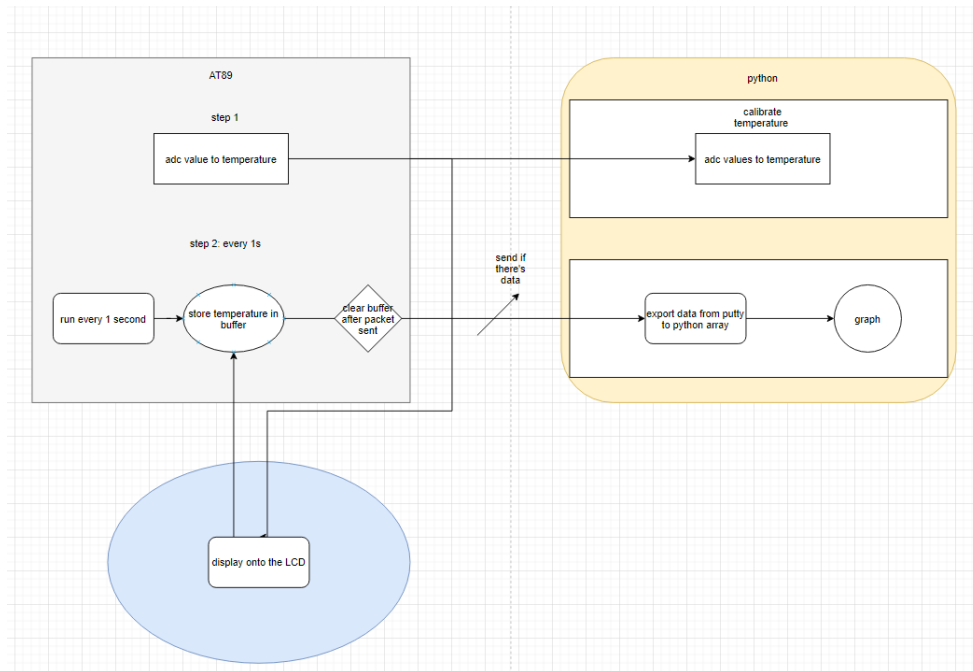 AT89
step 1
adc value to temperature
step 2: every 1s
run every 1 second
store temperature in
buffer
clear buffer
after packet
sent
send if
there's
data
python
calibrate
temperature
adc values to temperature
export data from putty
to python array
graph
display onto the LCD